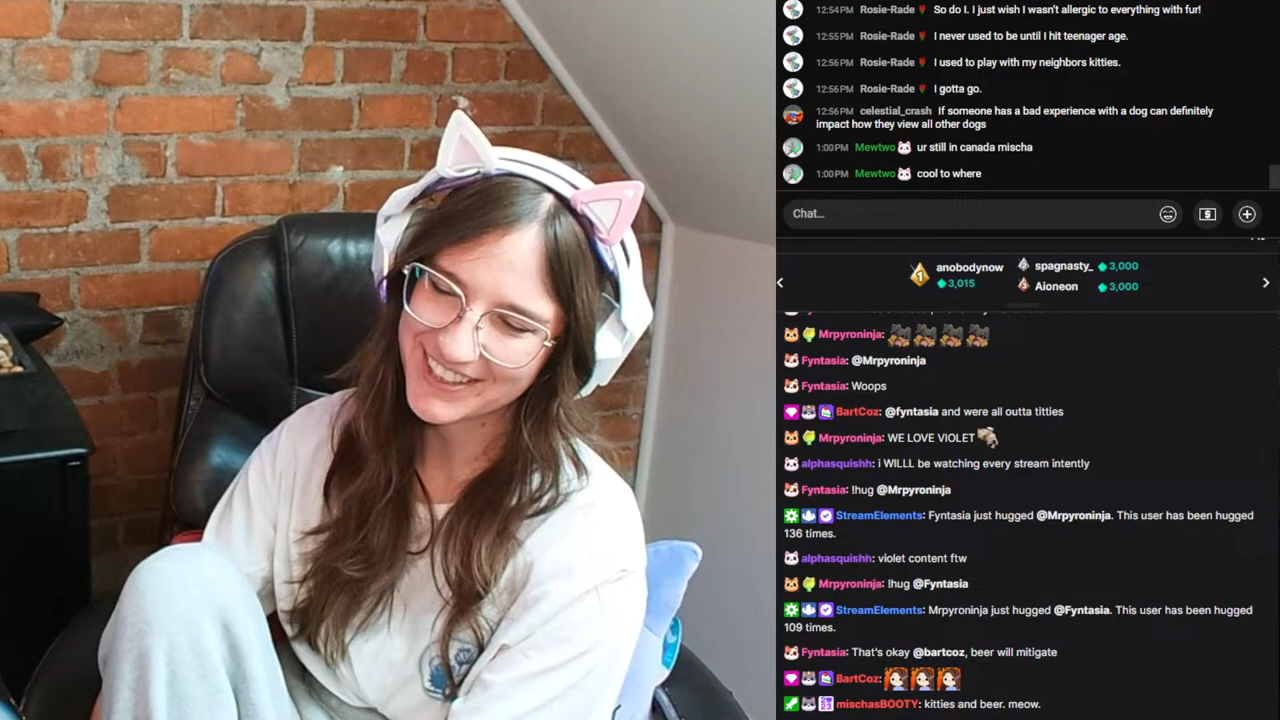 12:54PM Rosie-Rade So do I. I just wish I wasn't allergic to everything with fur!
12:55PM Rosie-Rade I never used to be until I hit teenager age.
12:56PM Rosie-Rade I used to play with my neighbors kitties.
12:56PM Rosie-Rade I gotta go.
12:56PM celestial_crash If someone has a bad experience with a dog can definitely
impact how they view all other dogs
1:00PM Mewtwo ur still in canada mischa
1:00PM Mewtwo cool to where
Chat...
1 anobodynow 3,015
spagnasty_ 3,000
Aioneon 3,000
Mrpyroninja:
Fyntasia: @Mrpyroninja
Fyntasia: Woops
BartCoz: @fyntasia and were all outta titties
Mrpyroninja: WE LOVE VIOLET
alphasquishh: i WILLL be watching every stream intently
Fyntasia: !hug @Mrpyroninja
StreamElements: Fyntasia just hugged @Mrpyroninja. This user has been hugged
136 times.
alphasquishh: violet content ftw
Mrpyroninja: !hug @Fyntasia
StreamElements: Mrpyroninja just hugged @Fyntasia. This user has been hugged
109 times.
Fyntasia: That's okay @bartcoz, beer will mitigate
BartCoz:
mischasBOOTY: kitties and beer. meow.